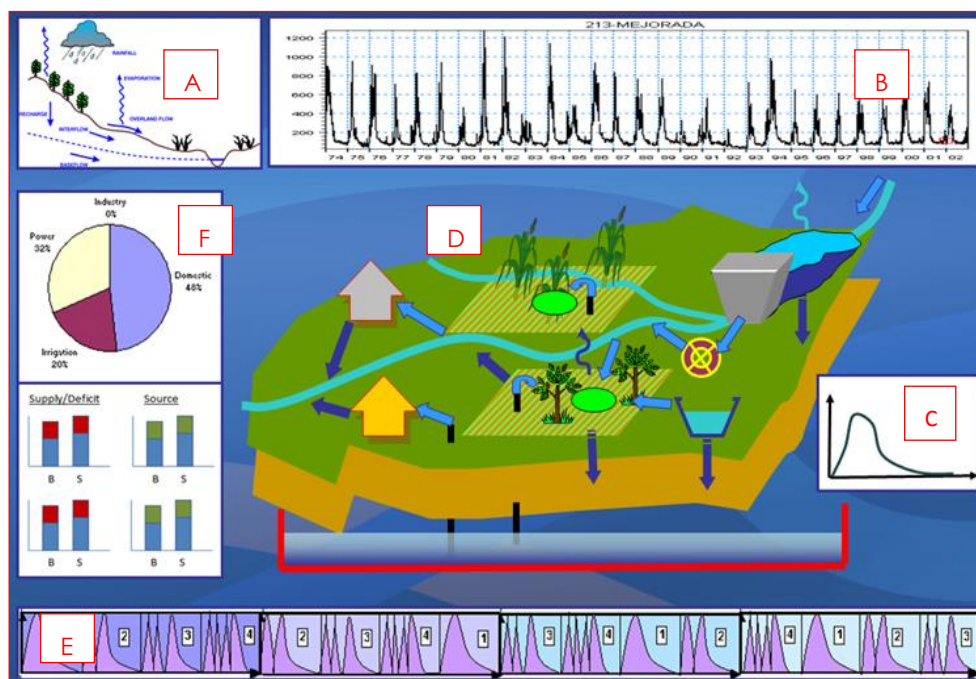 A
RAINFALL
EVAPORATION
RECHARGE
INTERFLOW
OVERLAND FLOW
BASEFLOW
213-MEJORADA
B
1200
1000
800
600
400
200
74 75 76 77 78 79 80 81 82 83 84 85 86 87 88 89 90 91 92 93 94 95 96 97 98 99 00 01 02
F
Industry
0%
Power
32%
Domestic
48%
Irrigation
20%
D
Supply/Deficit Source
B S B S
B S B S
C
E
2 3 4 2 3 4 1 3 4 1 2 4 1 2 3